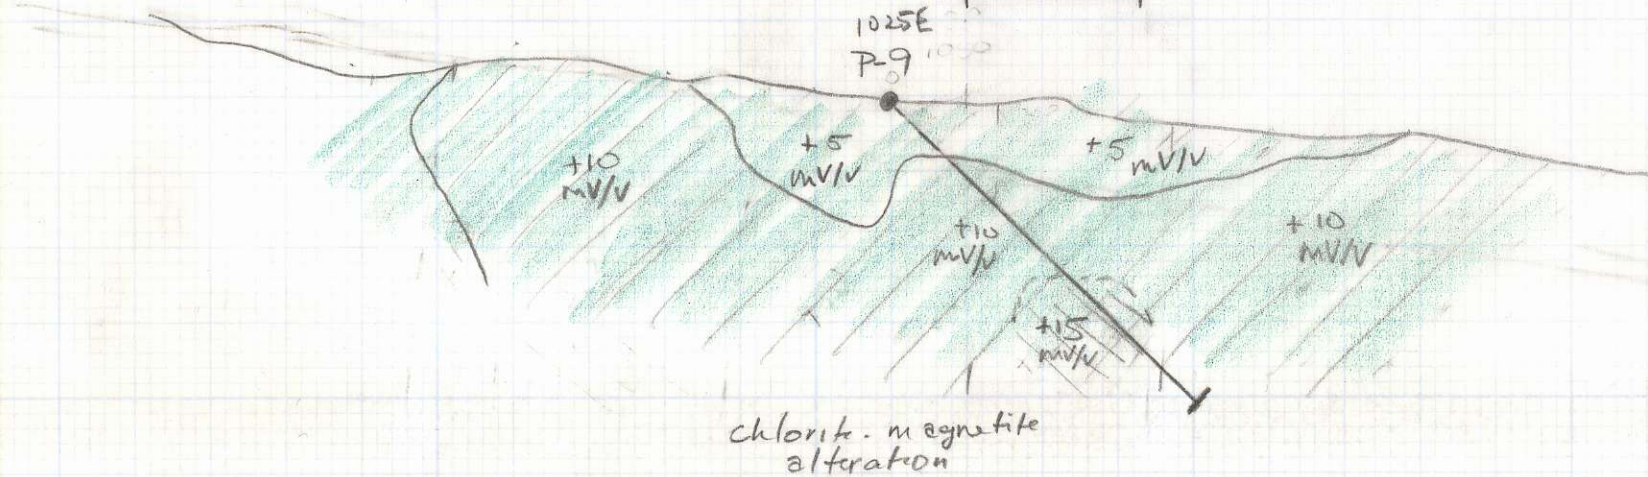 1025E
P-9
+5
mV/V
+5 mV/V
+10
mV/V
+10
mV/V
+10
mV/V
+15
mV/V
chlorite. magnetite
alteration